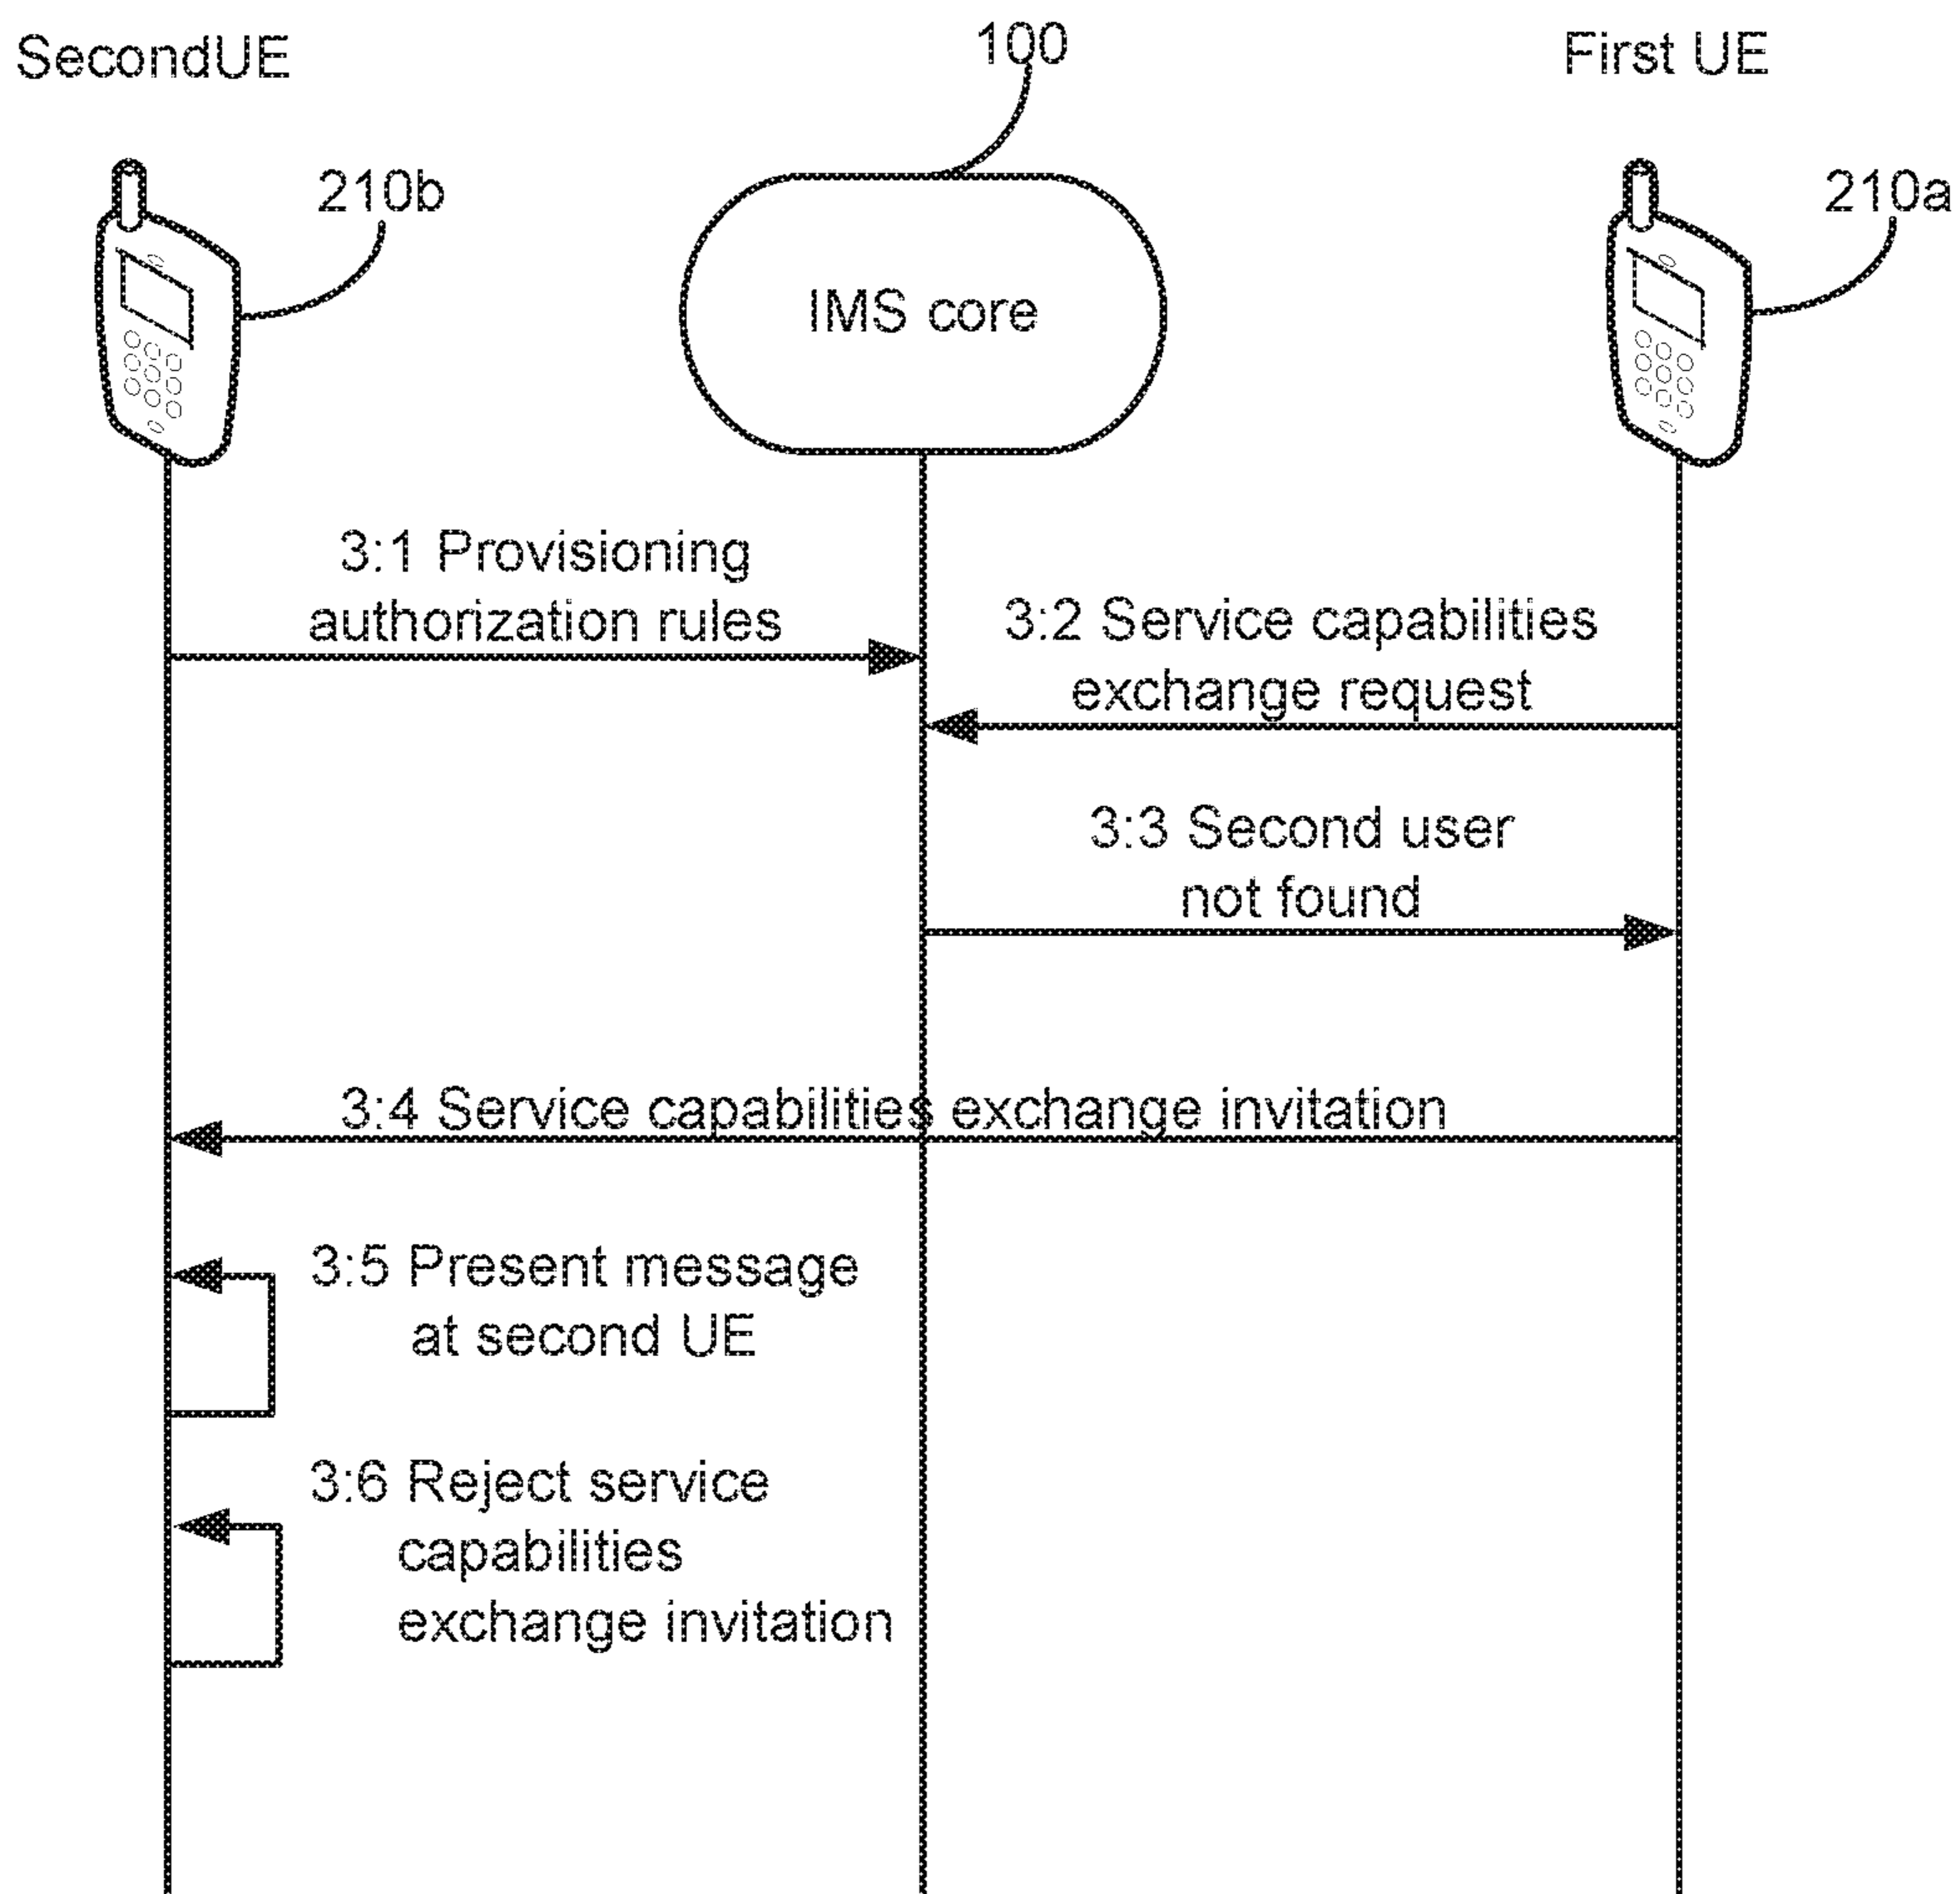 SecondUE
100
First UE
210b
210a
IMS core
3:1 Provisioning
authorization rules
3:2 Service capabilities
exchange request
3:3 Second user
not found
3:4 Service capabilities exchange invitation
3:5 Present message
at second UE
3:6 Reject service
capabilities
exchange invitation